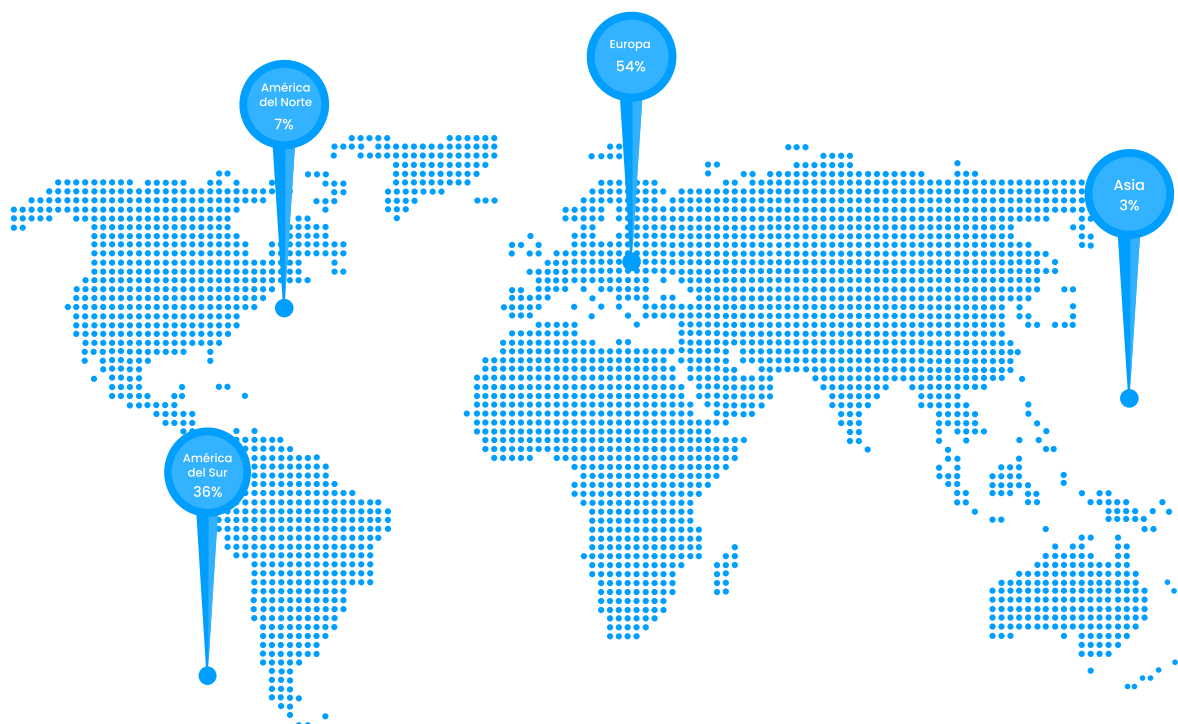 Europa
54%
América
del Norte
7%
Asia
3%
América
del Sur
36%